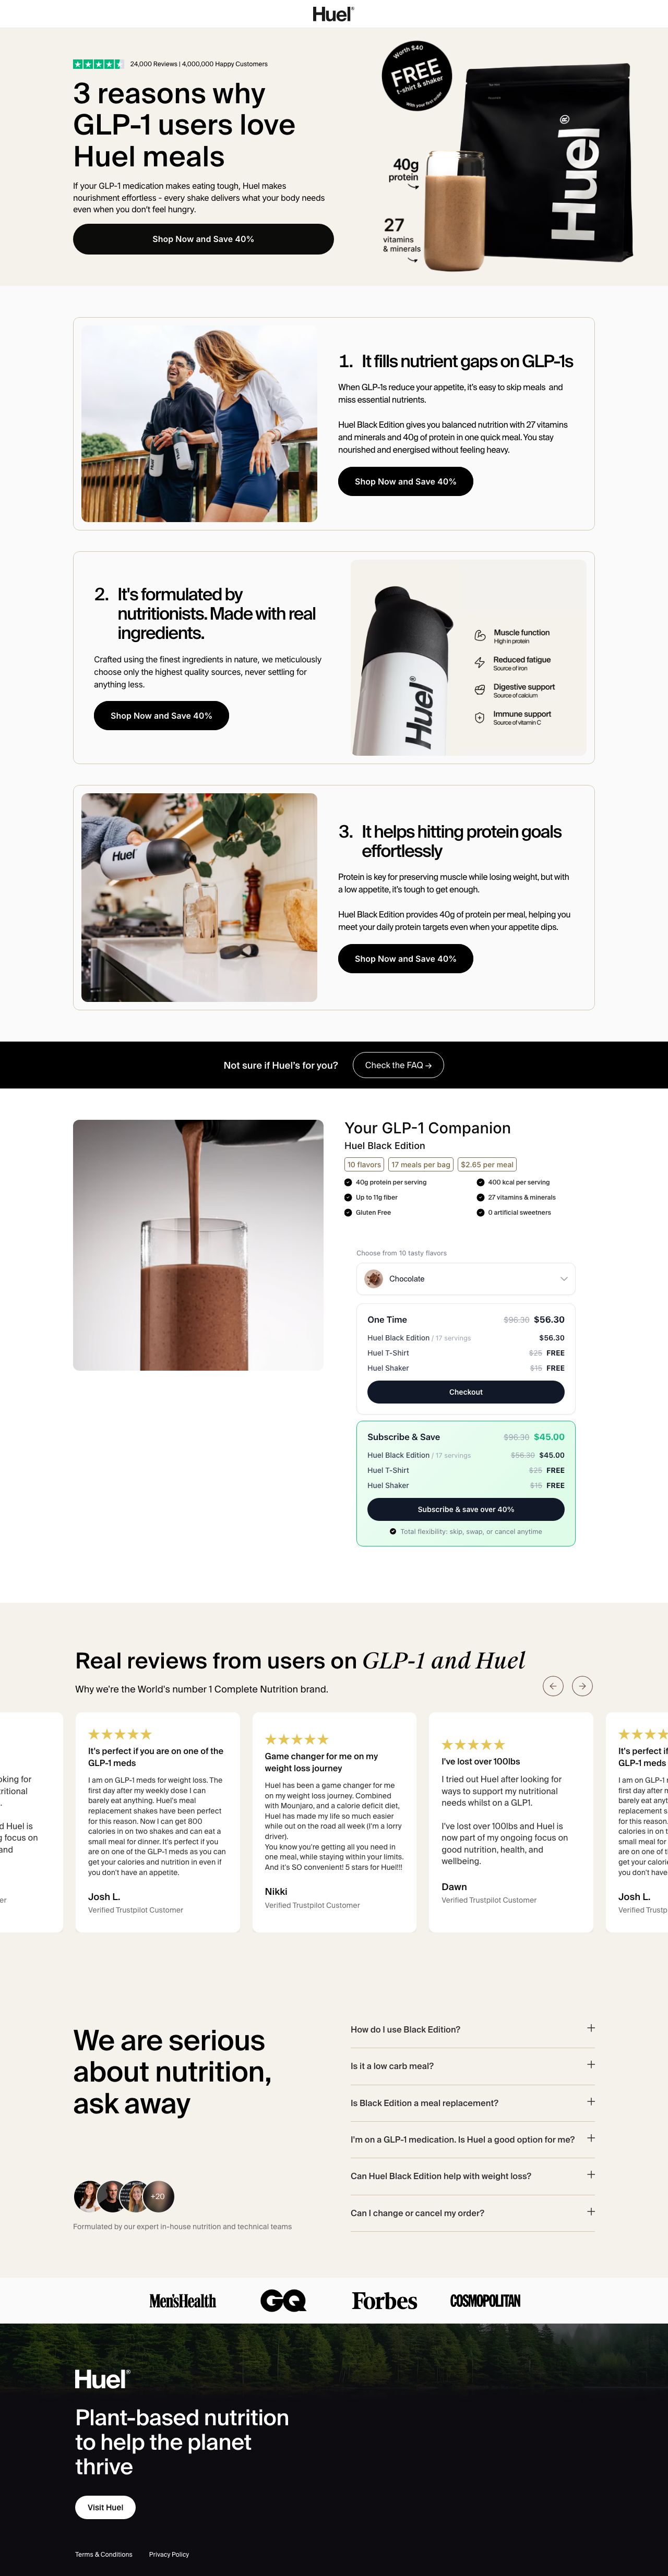 Huel®
24,000 Reviews | 4,000,000 Happy Customers
3 reasons why
GLP-1 users love
Huel meals
If your GLP-1 medication makes eating tough, Huel makes
nourishment effortless - every shake delivers what your body needs
even when you don't feel hungry.
Shop Now and Save 40%
Worth $40
FREE
t-shirt & shaker
With your first order
40g
protein
27
vitamins
& minerals
Huel
1. It fills nutrient gaps on GLP-1s
When GLP-1s reduce your appetite, it's easy to skip meals and
miss essential nutrients.
Huel Black Edition gives you balanced nutrition with 27 vitamins
and minerals and 40g of protein in one quick meal. You stay
nourished and energised without feeling heavy.
Shop Now and Save 40%
Huel
Huel
2. It's formulated by
nutritionists. Made with real
ingredients.
Crafted using the finest ingredients in nature, we meticulously
choose only the highest quality sources, never settling for
anything less.
Shop Now and Save 40%
Huel®
Muscle function
High in protein
Reduced fatigue
Source of iron
Digestive support
Source of calcium
Immune support
Source of vitamin C
Huel
3. It helps hitting protein goals
effortlessly
Protein is key for preserving muscle while losing weight, but with
a low appetite, it's tough to get enough.
Huel Black Edition provides 40g of protein per meal, helping you
meet your daily protein targets even when your appetite dips.
Shop Now and Save 40%
Not sure if Huel's for you?
Check the FAQ →
Your GLP-1 Companion
Huel Black Edition
10 flavors
17 meals per bag
$2.65 per meal
40g protein per serving
400 kcal per serving
Up to 11g fiber
27 vitamins & minerals
Gluten Free
0 artificial sweetners
Choose from 10 tasty flavors
Chocolate
One Time $96.30 $56.30
Huel Black Edition / 17 servings $56.30
Huel T-Shirt $25 FREE
Huel Shaker $15 FREE
Checkout
Subscribe & Save $96.30 $45.00
Huel Black Edition / 17 servings $56.30 $45.00
Huel T-Shirt $25 FREE
Huel Shaker $15 FREE
Subscribe & save over 40%
Total flexibility: skip, swap, or cancel anytime
Real reviews from users on GLP-1 and Huel
Why we're the World's number 1 Complete Nutrition brand.
It's perfect if you are on one of the
GLP-1 meds
I am on GLP-1 meds for weight loss. The
first day after my weekly dose I can
barely eat anything. Huel's meal
replacement shakes have been perfect
for this reason. Now I can get 800
calories in on two shakes and can eat a
small meal for dinner. It's perfect if you
are on one of the GLP-1 meds as you can
get your calories and nutrition in even if
you don't have an appetite.
Josh L.
Verified Trustpilot Customer
Game changer for me on my
weight loss journey
Huel has been a game changer for me
on my weight loss journey. Combined
with Mounjaro, and a calorie deficit diet,
Huel has made my life so much easier
while out on the road all week (I'm a lorry
driver).
You know you're getting all you need in
one meal, while staying within your limits.
And it's SO convenient! 5 stars for Huel!!!
Nikki
Verified Trustpilot Customer
I've lost over 100lbs
I tried out Huel after looking for
ways to support my nutritional
needs whilst on a GLP1.
I've lost over 100lbs and Huel is
now part of my ongoing focus on
good nutrition, health, and
wellbeing.
Dawn
Verified Trustpilot Customer
We are serious
about nutrition,
ask away
+20
Formulated by our expert in-house nutrition and technical teams
How do I use Black Edition?
Is it a low carb meal?
Is Black Edition a meal replacement?
I'm on a GLP-1 medication. Is Huel a good option for me?
Can Huel Black Edition help with weight loss?
Can I change or cancel my order?
Men'sHealth
GQ
Forbes
COSMOPOLITAN
Huel®
Plant-based nutrition
to help the planet
thrive
Visit Huel
Terms & Conditions
Privacy Policy